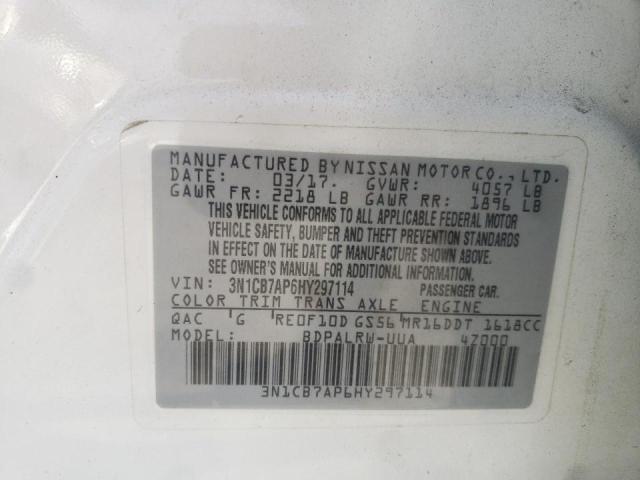 MANUFACTURED BY NISSAN MOTOR CO., LTD.
DATE: 03/17. GVWR: 4057 LB
GAWR FR: 2218 LB GAWR RR: 1896 LB
THIS VEHICLE CONFORMS TO ALL APPLICABLE FEDERAL MOTOR
VEHICLE SAFETY, BUMPER AND THEFT PREVENTION STANDARDS
IN EFFECT ON THE DATE OF MANUFACTURE SHOWN ABOVE.
SEE OWNER'S MANUAL FOR ADDITIONAL INFORMATION.
VIN: 3N1CB7AP6HY297114 PASSENGER CAR.
COLOR TRIM TRANS AXLE ENGINE
QAC G RE0F10D GS56 MR16DDT 1618CC
MODEL: BDPALRW-UUA 4Z000
3N1CB7AP6HY297114